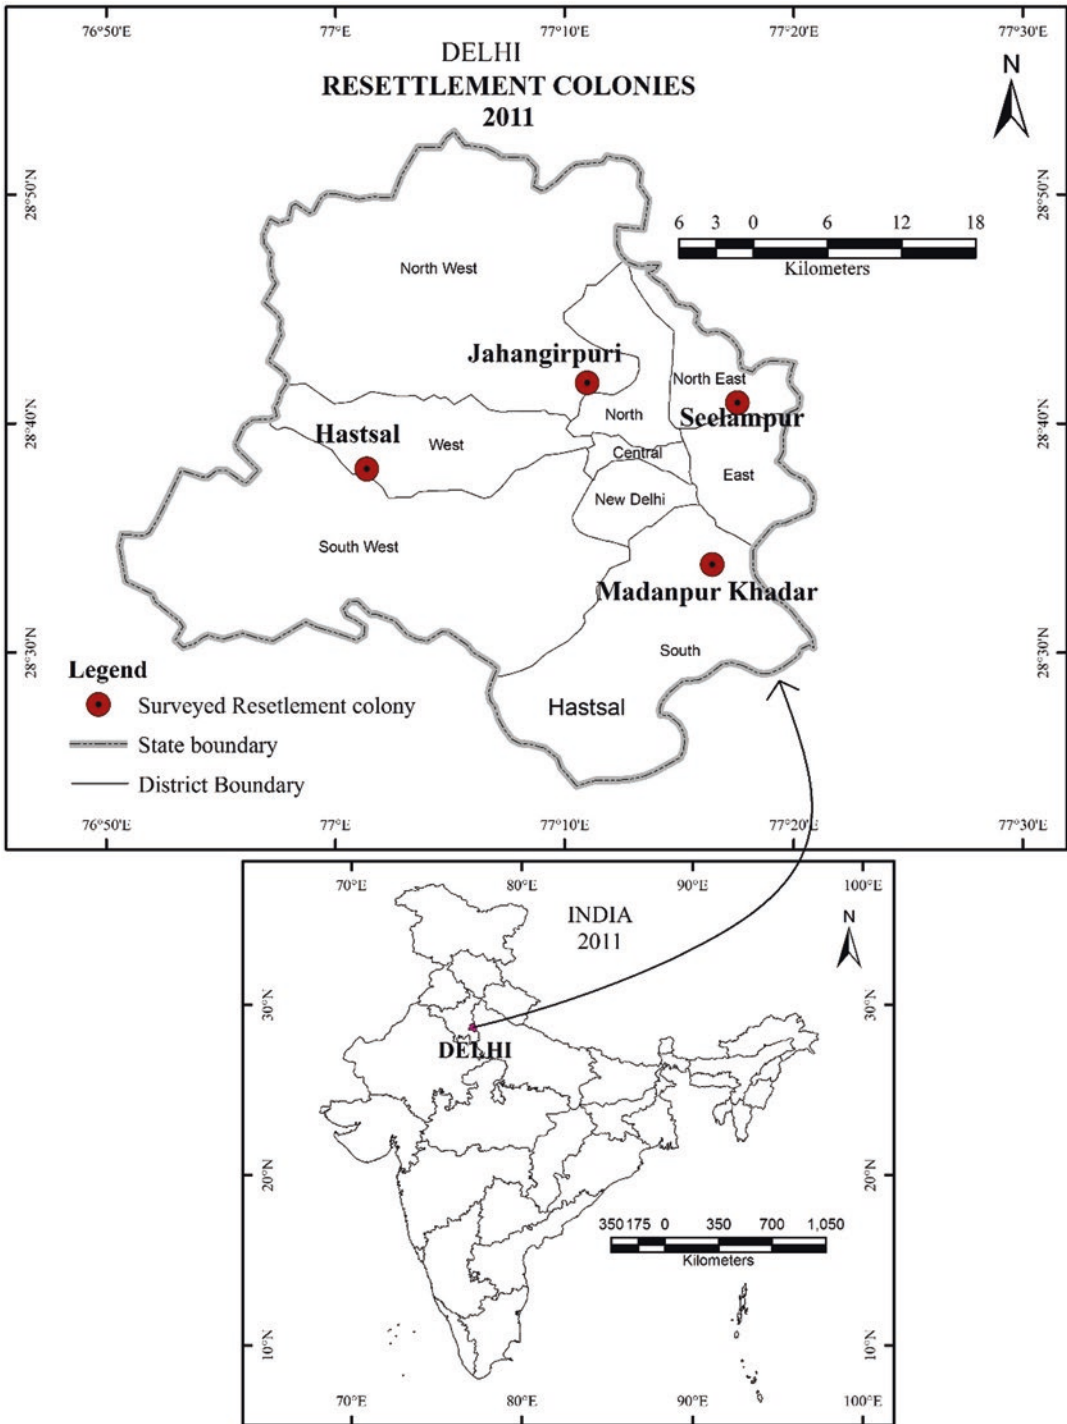 76°50'E 77°'E 77°10'E 77°20'E 77°30'E
DELHI
RESETTLEMENT COLONIES
2011
N
28°50'N
28°50'N
6 3 0 6 12 18
Kilometers
North West
Jahangirpuri
North East
Seelampur
North
28°40'N
Hastsal
West
28°40'N
Central
East
New Delhi
South West
Madanpur Khadar
28°30'N
South
28°30'N
Legend
Surveyed Resetlement colony
Hastsal
State boundary
District Boundary
76°50'E 77°'E 77°10'E 77°20'E 77°30'E
70°E 80°E 90°E 100°E
INDIA
2011
N
30°N
30°N
DELHI
20°N
20°N
350 175 0 350 700 1,050
Kilometers
10°N
10°N
70°E 80°E 90°E 100°E